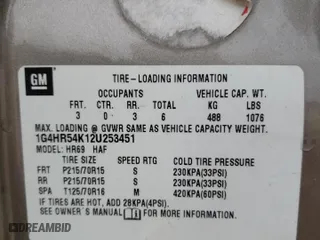 GM
TIRE-LOADING INFORMATION
OCCUPANTS VEHICLE CAP. WT.
FRT CTR RR TOTAL KG LBS
3 0 3 6 488 1076
MAX. LOADING @ GVWR SAME AS VEHICLE CAPACITY WEIGHT.
1G4HR54K12U253451
MODEL: HR69 HAF
TIRE SIZE SPEED RTG COLD TIRE PRESSURE
FRT P215/70R15 S 230KPA(33PSI)
RR P215/70R15 S 230KPA(33PSI)
SPA T125/70R16 M 420KPA(60PSI)
IF TIRES ARE HOT, ADD 28KPA(4PSI).
SEE OWNER'S MANUAL FOR ADDITIONAL INFORMATION